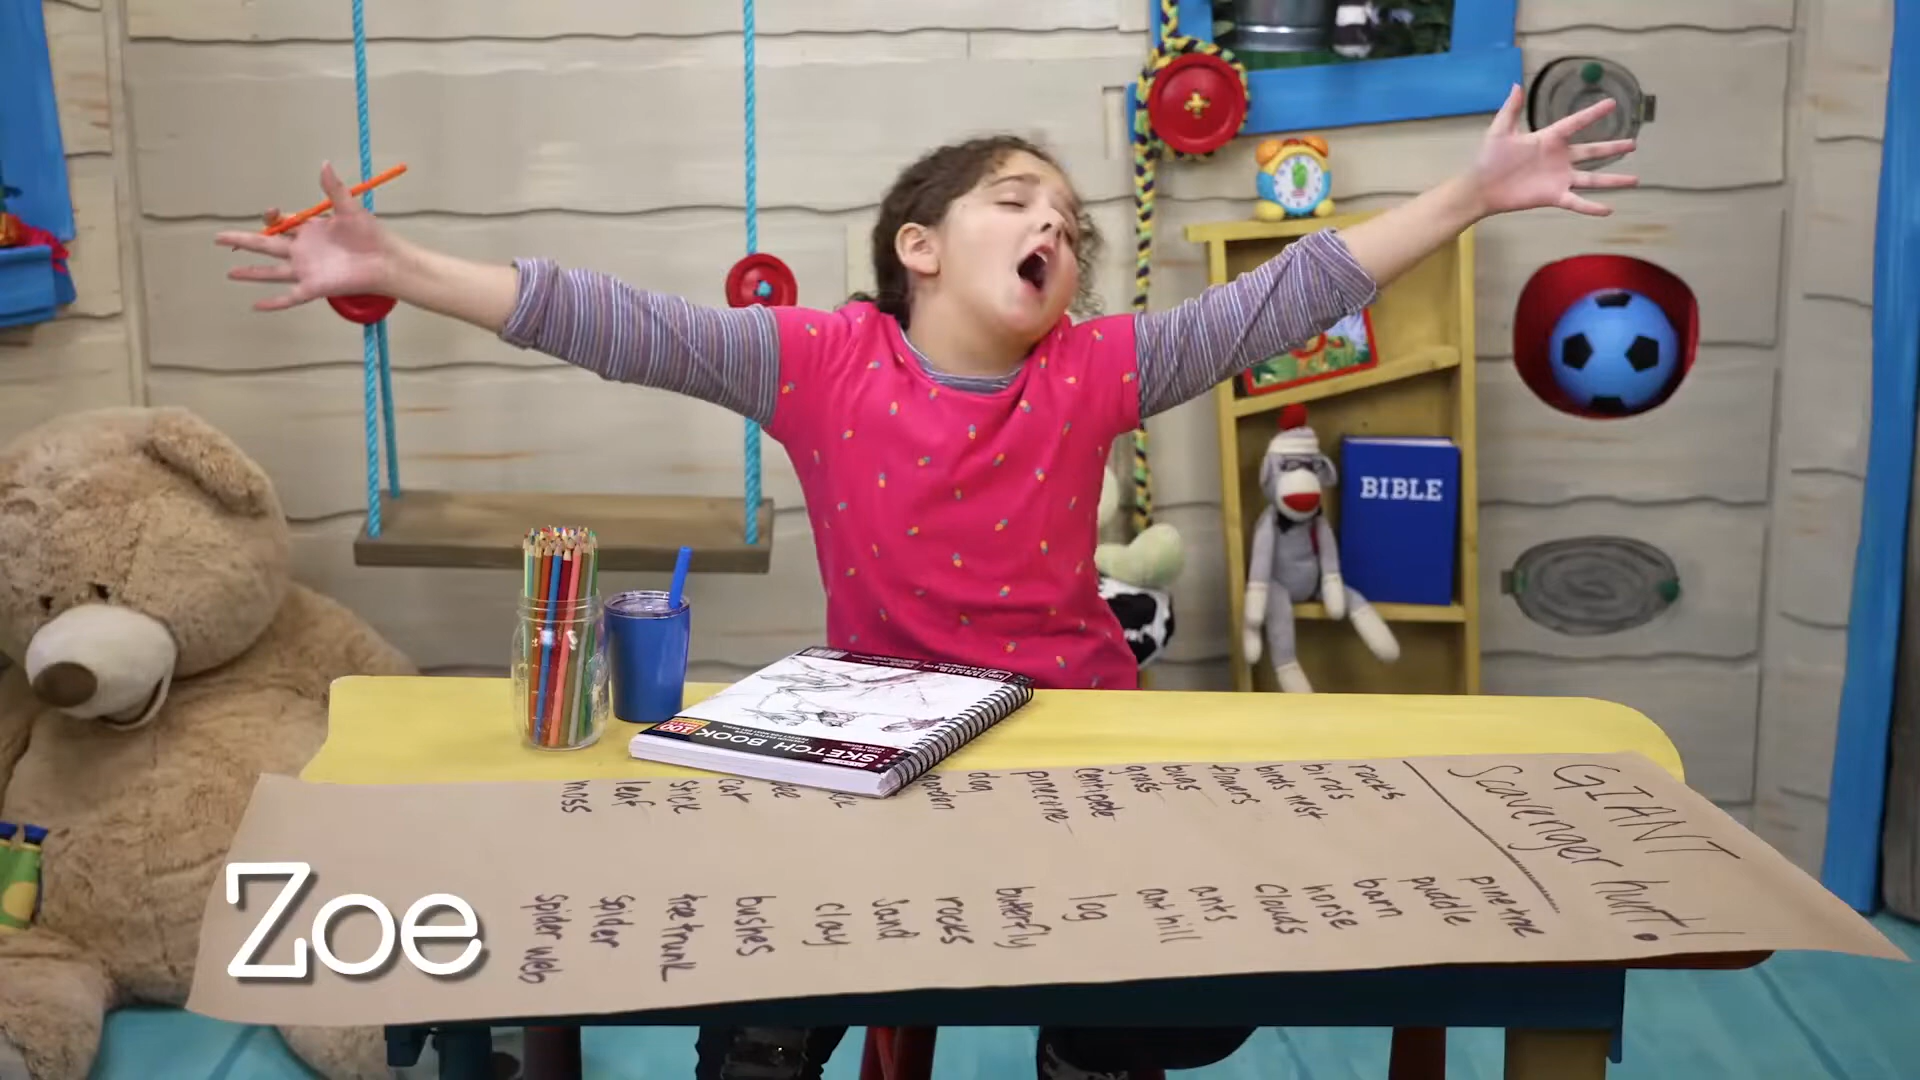 BIBLE
SKETCH BOOK
100
GIANT
Scavenger hunt!
rocks
birds
birds nest
flowers
bugs
grass
centipede
pinecone
dog
cat
stick
leaf
moss
pine tree
puddle
barn
horse
clouds
ants
ant hill
log
butterfly
rocks
sand
clay
bushes
tree trunk
spider
spider web
Zoe